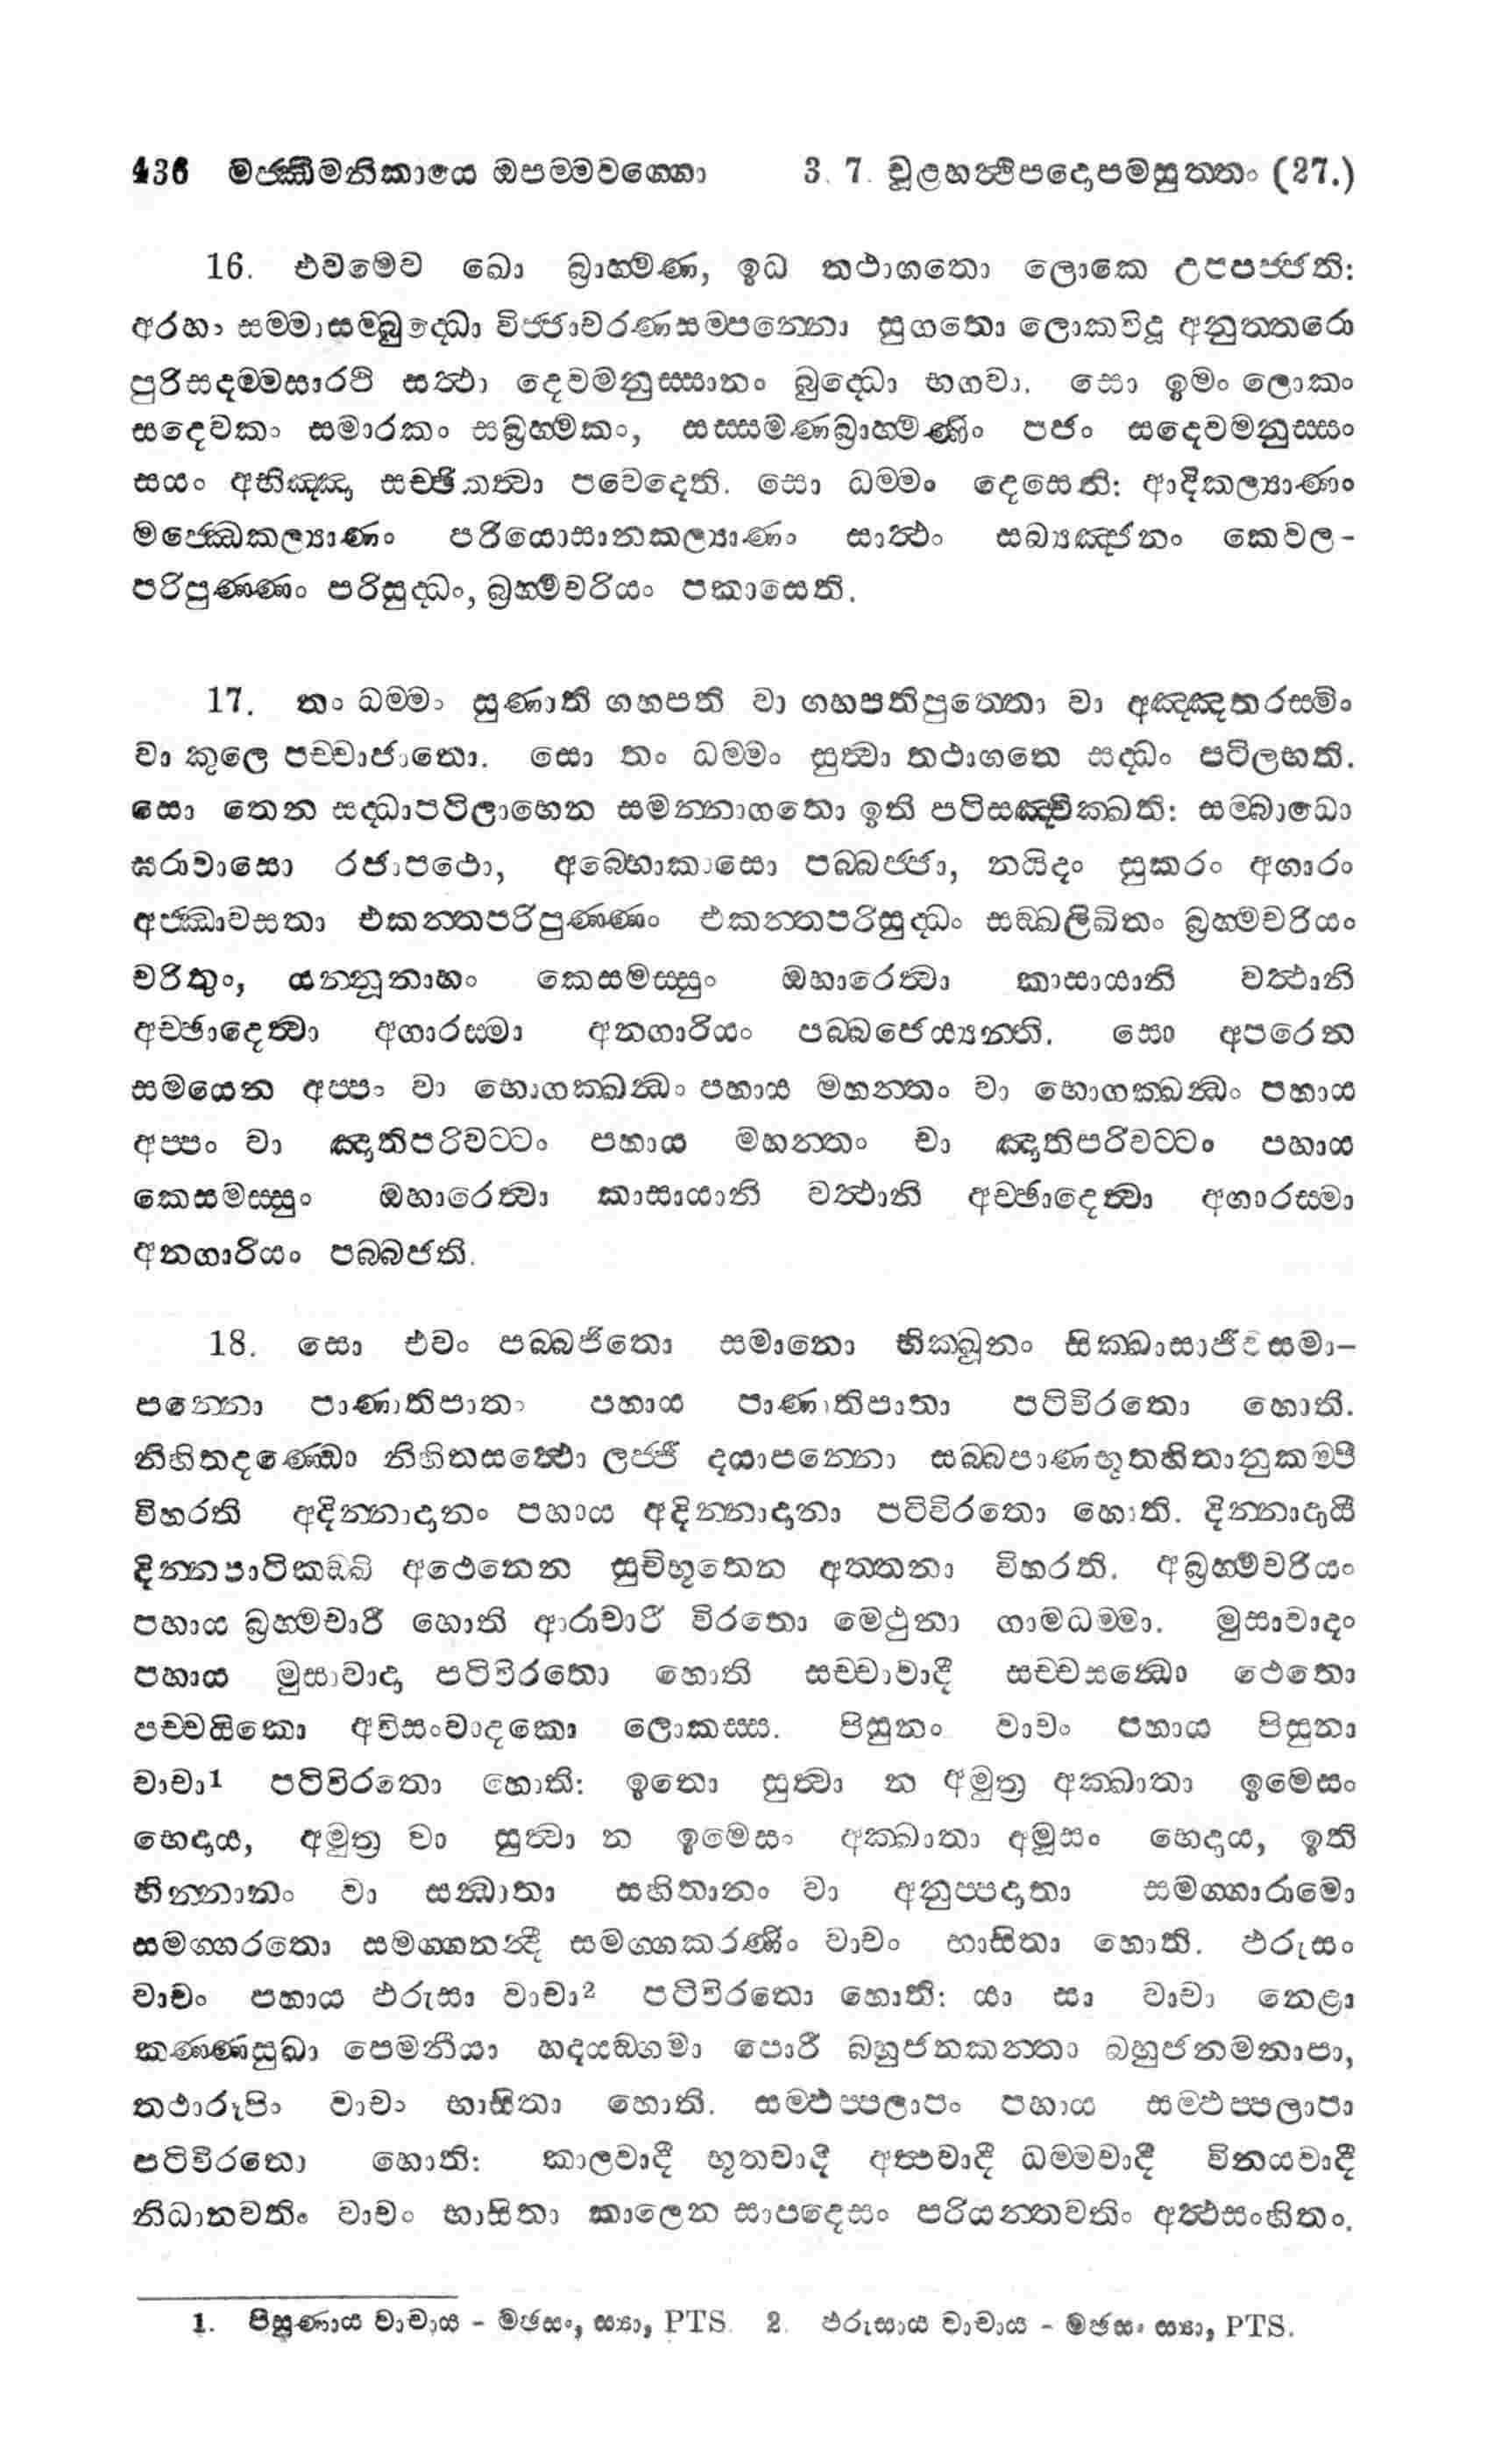 436 මජ්ඣිමනිකායෙ ඔපම්මවග්ගො 3. 7. චූළහත්ථිපදොපමසුත්තං (27.)
16. එවමෙව ඛො බ්‍රාහ්මණ, ඉධ තථාගතො ලොකෙ උපපජ්ජති:
අරහං සම්මාසම්බුද්ධො විජ්ජාචරණසම්පන්නො සුගතො ලොකවිදූ අනුත්තරො
පුරිසදම්මසාරථි සත්ථා දෙවමනුස්සානං බුද්ධො භගවා. සො ඉමං ලොකං
සදෙවකං සමාරකං සබ්‍රහ්මකං, සස්සමණබ්‍රාහ්මණිං පජං සදෙවමනුස්සං
සයං අභිඤ්ඤා සච්ඡිකත්වා පවෙදෙති. සො ධම්මං දෙසෙති: ආදිකල්‍යාණං
මජ්ඣෙකල්‍යාණං පරියොසානකල්‍යාණං සාත්ථං සබ්‍යඤ්ජනං කෙවල-
පරිපුණ්ණං පරිසුද්ධං, බ්‍රහ්මචරියං පකාසෙති.
17. තං ධම්මං සුණාති ගහපති වා ගහපතිපුත්තො වා අඤ්ඤතරස්මිං
වා කුලෙ පච්චාජාතො. සො තං ධම්මං සුත්වා තථාගතෙ සද්ධං පටිලභති.
සො තෙන සද්ධාපටිලාභෙන සමන්නාගතො ඉති පටිසඤ්චික්ඛති: සම්බාධො
ඝරාවාසො රජාපථො, අබ්භොකාසො පබ්බජ්ජා, නයිදං සුකරං අගාරං
අජ්ඣාවසතා එකන්තපරිපුණ්ණං එකන්තපරිසුද්ධං සඞ්ඛලිඛිතං බ්‍රහ්මචරියං
චරිතුං, යන්නූනාහං කෙසමස්සුං ඔහාරෙත්වා කාසායානි වත්ථානි
අච්ඡාදෙත්වා අගාරස්මා අනගාරියං පබ්බජෙය්‍යන්ති. සො අපරෙන
සමයෙන අප්පං වා භොගක්ඛන්ධං පහාය මහන්තං වා භොගක්ඛන්ධං පහාය
අප්පං වා ඤාතිපරිවට්ටං පහාය මහන්තං වා ඤාතිපරිවට්ටං පහාය
කෙසමස්සුං ඔහාරෙත්වා කාසායානි වත්ථානි අච්ඡාදෙත්වා අගාරස්මා
අනගාරියං පබ්බජති.
18. සො එවං පබ්බජිතො සමානො භික්ඛූනං සික්ඛාසාජීවසමා-
පන්නො පාණාතිපාතං පහාය පාණාතිපාතා පටිවිරතො හොති.
නිහිතදණ්ඩො නිහිතසත්ථො ලජ්ජී දයාපන්නො සබ්බපාණභූතහිතානුකම්පී
විහරති අදින්නාදානං පහාය අදින්නාදානා පටිවිරතො හොති. දින්නාදායී
දින්නපාටිකඞ්ඛී අථෙනෙන සුචිභූතෙන අත්තනා විහරති. අබ්‍රහ්මචරියං
පහාය බ්‍රහ්මචාරී හොති ආරාචාරී විරතො මෙථුනා ගාමධම්මා. මුසාවාදං
පහාය මුසාවාදා පටිවිරතො හොති සච්චාවාදී සච්චසන්ධො ථෙතො
පච්චයිකො අවිසංවාදකො ලොකස්ස. පිසුනං වාචං පහාය පිසුනා
වාචා¹ පටිවිරතො හොති: ඉතො සුත්වා න අමුත්‍ර අක්ඛාතා ඉමෙසං
භෙදාය, අමුත්‍ර වා සුත්වා න ඉමෙසං අක්ඛාතා අමූසං භෙදාය, ඉති
භින්නානං වා සන්ධාතා සහිතානං වා අනුප්පදාතා සමග්ගාරාමො
සමග්ගරතො සමග්ගනන්දී සමග්ගකරණිං වාචං භාසිතා හොති. ඵරුසං
වාචං පහාය ඵරුසා වාචා² පටිවිරතො හොති: යා සා වාචා නෙළා
කණ්ණසුඛා පෙමනීයා හදයඞ්ගමා පොරී බහුජනකන්තා බහුජනමනාපා,
තථාරූපිං වාචං භාසිතා හොති. සම්ඵප්පලාපං පහාය සම්ඵප්පලාපා
පටිවිරතො හොති: කාලවාදී භූතවාදී අත්ථවාදී ධම්මවාදී විනයවාදී
නිධානවතිං වාචං භාසිතා කාලෙන සාපදෙසං පරියන්තවතිං අත්ථසංහිතං.
1. පිසුණාය වාචාය - මඡසං, ස්‍යා, PTS. 2. ඵරුසාය වාචාය - මඡසං ස්‍යා, PTS.